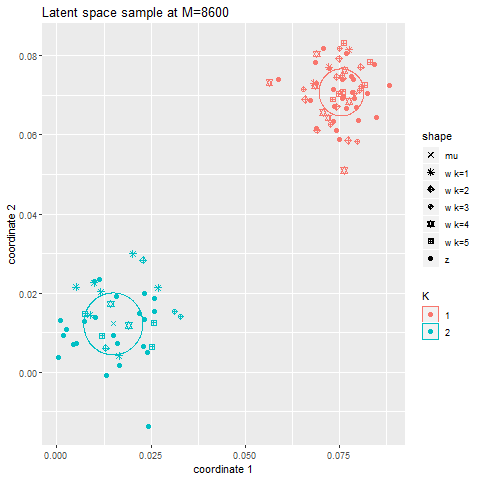 Latent space sample at M=8600
0.08
0.06
0.04
0.02
0.00
coordinate 2
0.000
0.025
0.050
0.075
coordinate 1
shape
mu
w k=1
w k=2
w k=3
w k=4
w k=5
z
K
1
2